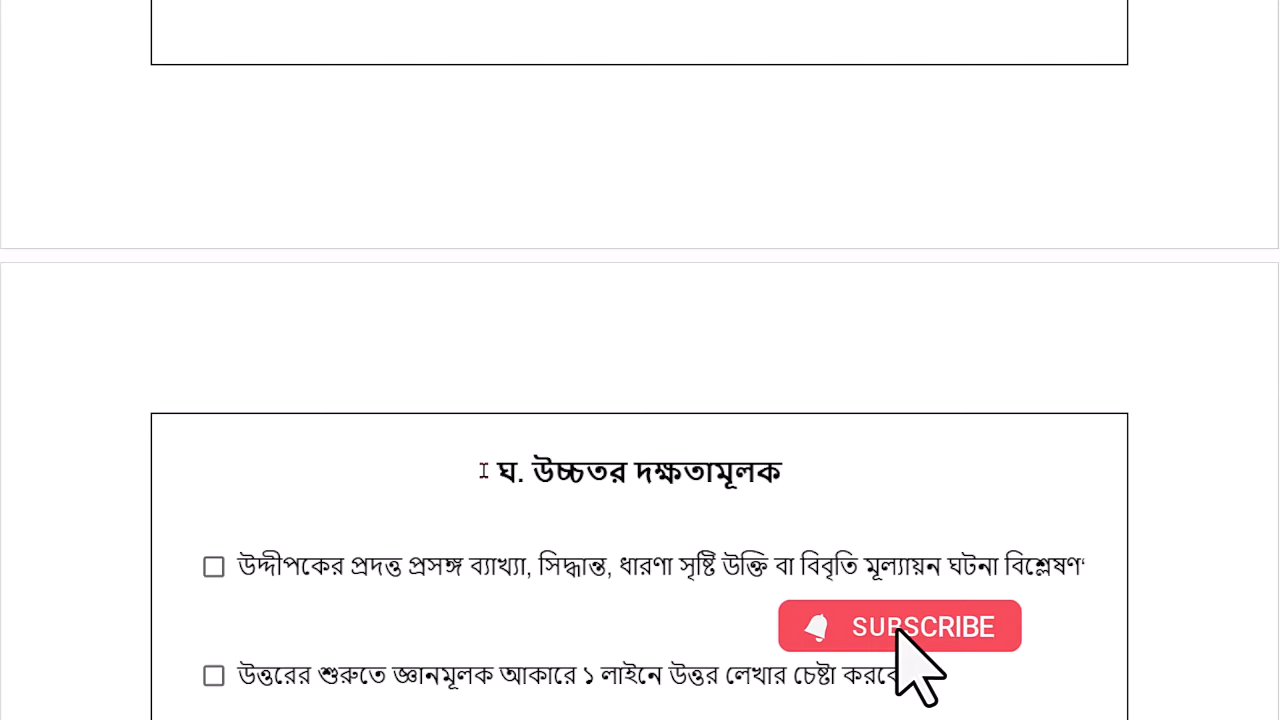 ঘ. উচ্চতর দক্ষতামূলক
উদ্দীপকের প্রদত্ত প্রসঙ্গ ব্যাখ্যা, সিদ্ধান্ত, ধারণা সৃষ্টি উক্তি বা বিবৃতি মূল্যায়ন ঘটনা বিশ্লেষণ
SUBSCRIBE
উত্তরের শুরুতে জ্ঞানমূলক আকারে ১ লাইনে উত্তর লেখার চেষ্টা